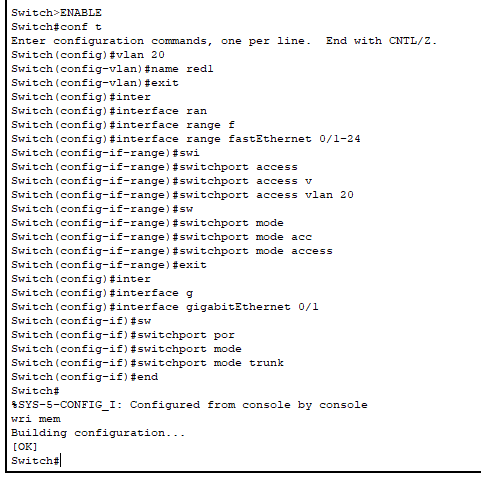 Switch>ENABLE
Switch#conf t
Enter configuration commands, one per line.  End with CNTL/Z.
Switch(config)#vlan 20
Switch(config-vlan)#name red1
Switch(config-vlan)#exit
Switch(config)#inter
Switch(config)#interface ran
Switch(config)#interface range f
Switch(config)#interface range fastEthernet 0/1-24
Switch(config-if-range)#swi
Switch(config-if-range)#switchport access
Switch(config-if-range)#switchport access v
Switch(config-if-range)#switchport access vlan 20
Switch(config-if-range)#sw
Switch(config-if-range)#switchport mode
Switch(config-if-range)#switchport mode acc
Switch(config-if-range)#switchport mode access
Switch(config-if-range)#exit
Switch(config)#inter
Switch(config)#interface g
Switch(config)#interface gigabitEthernet 0/1
Switch(config-if)#sw
Switch(config-if)#switchport por
Switch(config-if)#switchport mode
Switch(config-if)#switchport mode trunk
Switch(config-if)#end
Switch#
%SYS-5-CONFIG_I: Configured from console by console
wri mem
Building configuration...
[OK]
Switch#